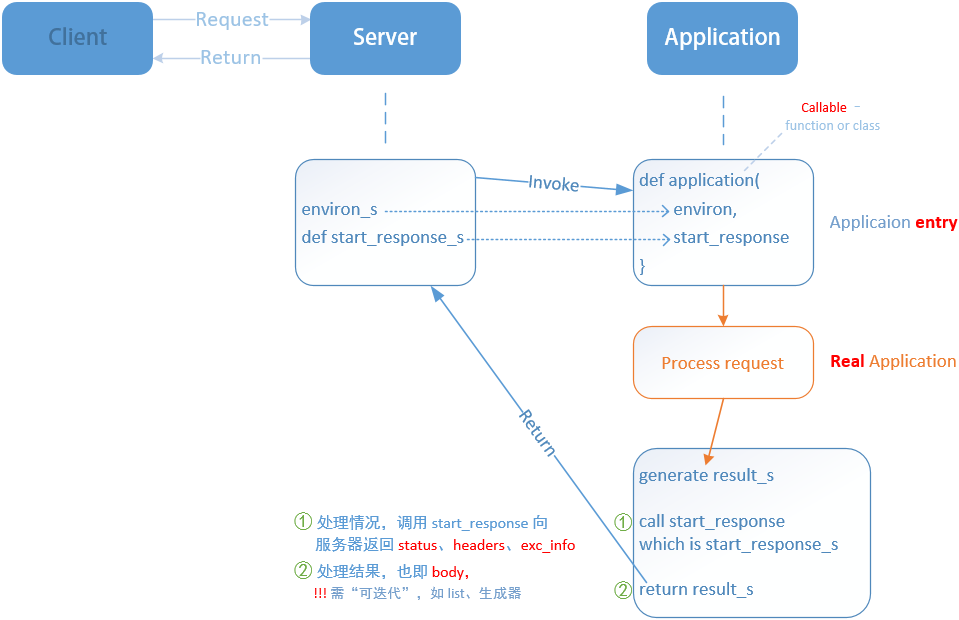 Client
Request
Return
Server
Application
Callable -
function or class
environ_s
def start_response_s
Invoke
def application(
environ,
start_response
}
Applicaion entry
Process request
Real Application
Return
generate result_s
① call start_response
which is start_response_s
② return result_s
① 处理情况，调用 start_response 向
服务器返回 status、headers、exc_info
② 处理结果，也即 body，
!!! 需“可迭代”，如 list、生成器